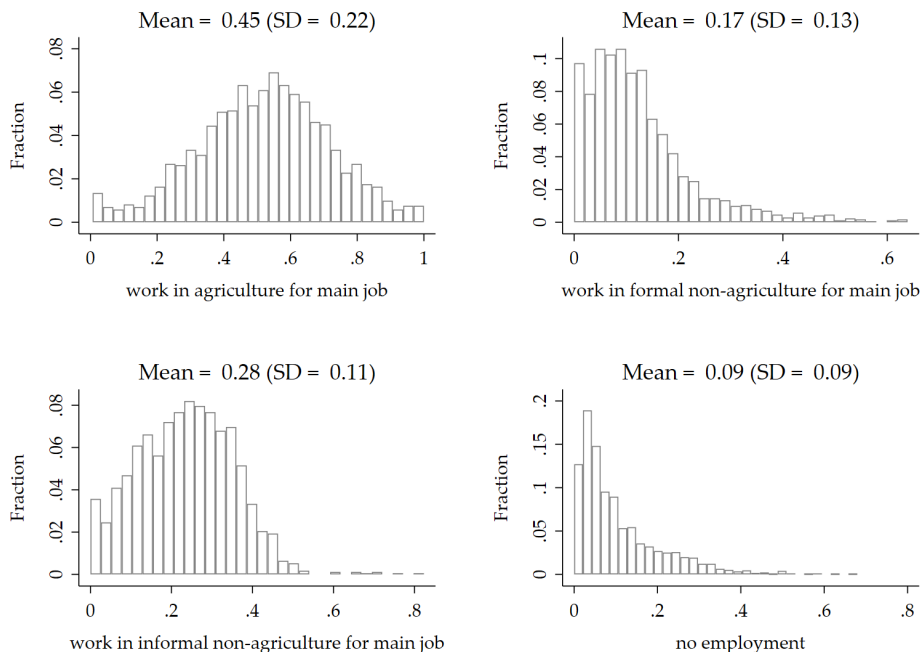 Mean = 0.45 (SD = 0.22)
Fraction
0 .02 .04 .06 .08
0 .2 .4 .6 .8 1
work in agriculture for main job
Mean = 0.17 (SD = 0.13)
Fraction
0 .02 .04 .06 .08 .1
0 .2 .4 .6
work in formal non-agriculture for main job
Mean = 0.28 (SD = 0.11)
Fraction
0 .02 .04 .06 .08
0 .2 .4 .6 .8
work in informal non-agriculture for main job
Mean = 0.09 (SD = 0.09)
Fraction
0 .05 .1 .15 .2
0 .2 .4 .6 .8
no employment